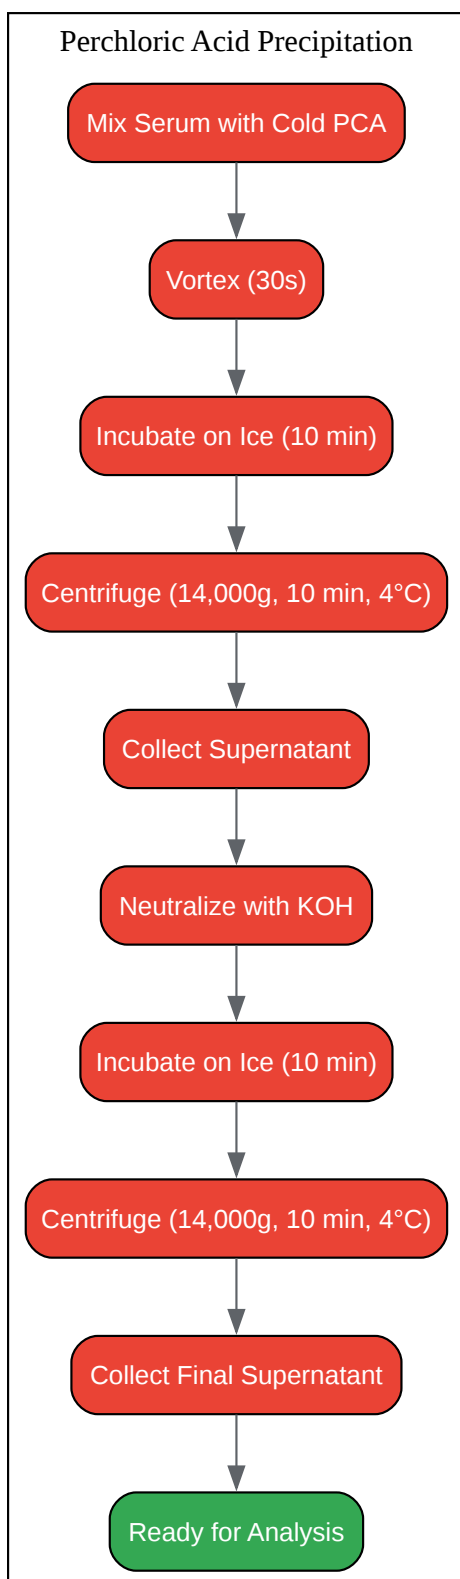 Perchloric Acid Precipitation
Mix Serum with Cold PCA
Vortex (30s)
Incubate on Ice (10 min)
Centrifuge (14,000g, 10 min, 4°C)
Collect Supernatant
Neutralize with KOH
Incubate on Ice (10 min)
Centrifuge (14,000g, 10 min, 4°C)
Collect Final Supernatant
Ready for Analysis